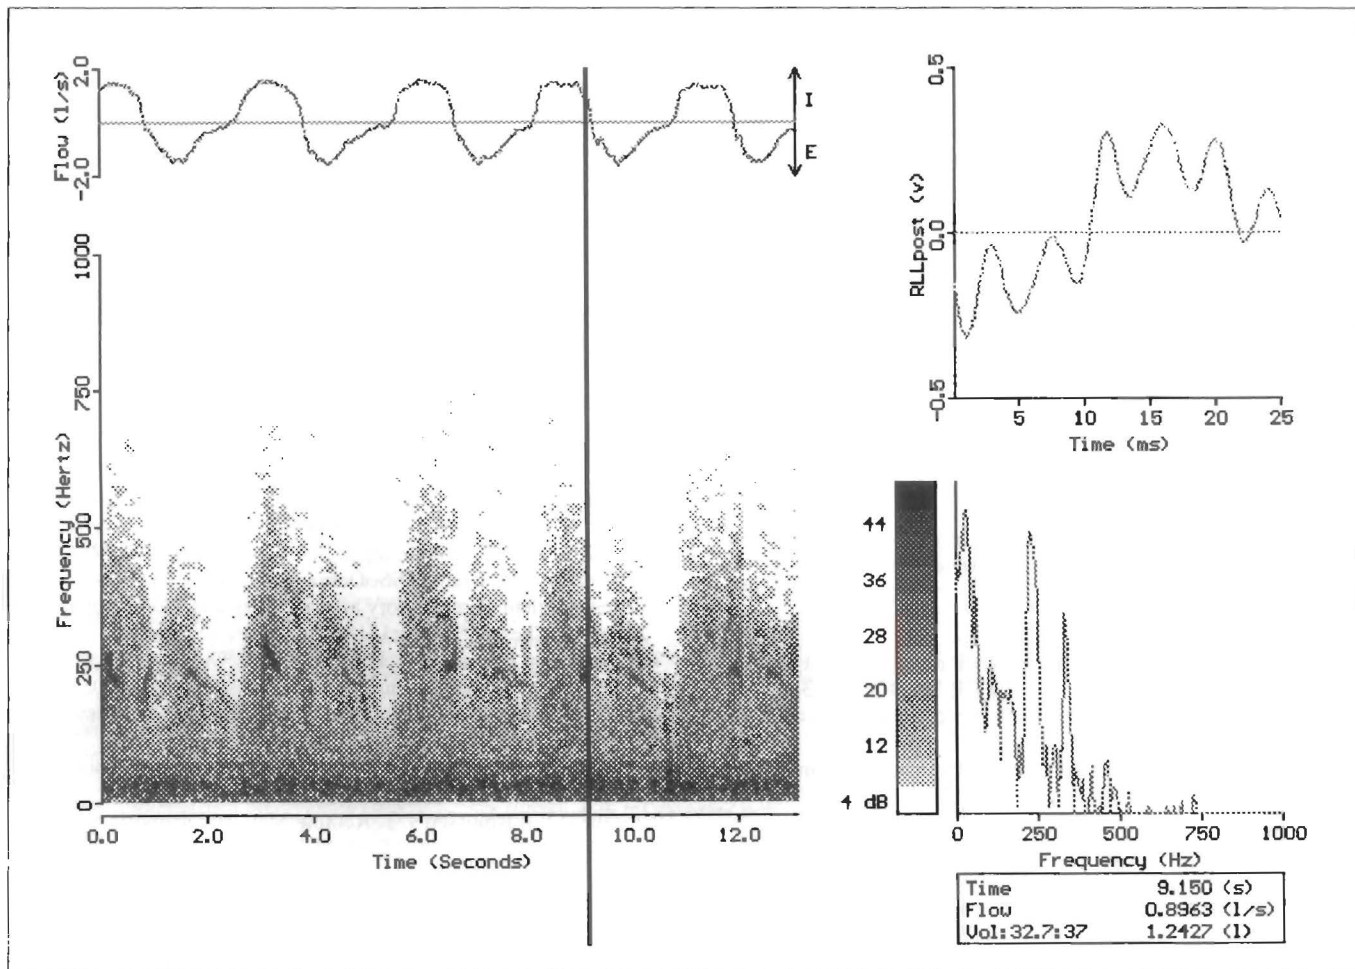 Flow (l/s)
2.0
-2.0
I
E
Frequency (Hertz)
1000
750
500
250
0
0.0 2.0 4.0 6.0 8.0 10.0 12.0
Time (Seconds)
RLLpost (v)
0.5
0.0
-0.5
5 10 15 20 25
Time (ms)
44
36
28
20
12
4 dB
0 250 500 750 1000
Frequency (Hz)
Time 9.150 (s)
Flow 0.8963 (l/s)
Vol:32.7:37 1.2427 (l)